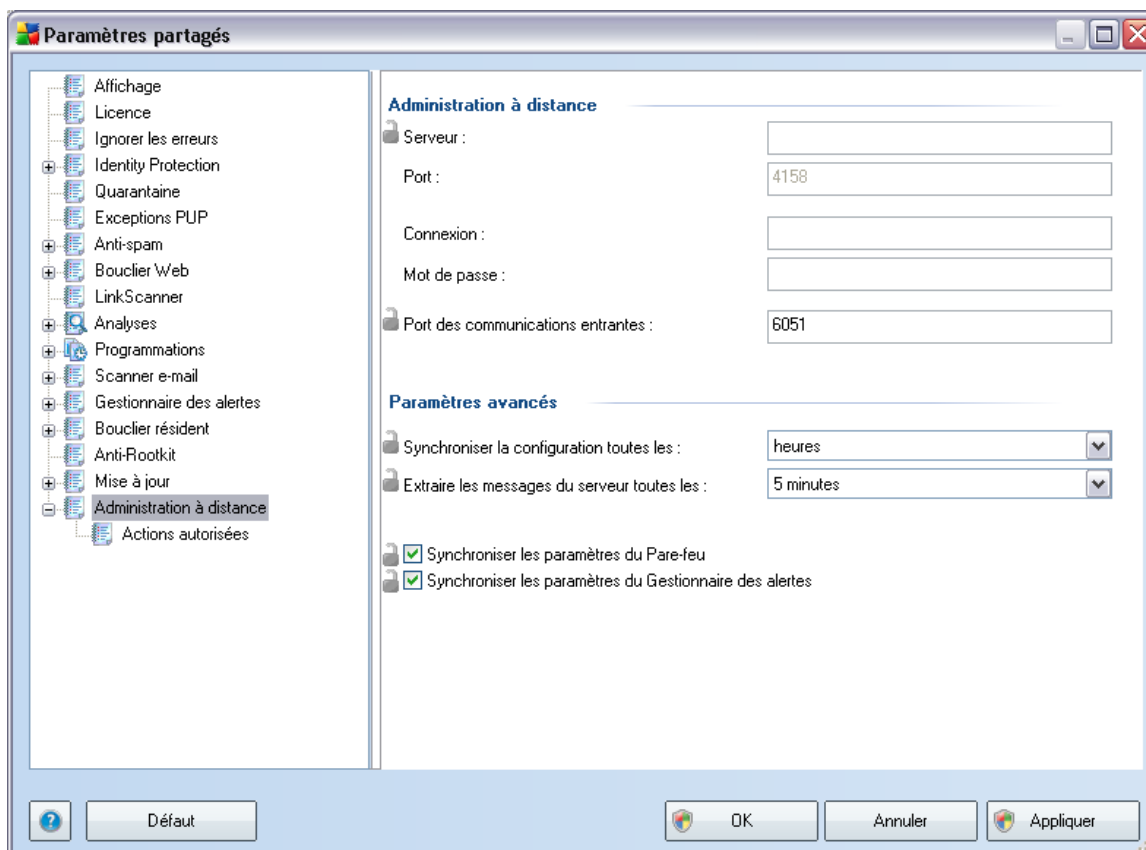 Paramètres partagés
Affichage
Licence
Ignorer les erreurs
Identity Protection
Quarantaine
Exceptions PUP
Anti-spam
Bouclier Web
LinkScanner
Analyses
Programmations
Scanner e-mail
Gestionnaire des alertes
Bouclier résident
Anti-Rootkit
Mise à jour
Administration à distance
Actions autorisées
Administration à distance
Serveur :
Port : 4158
Connexion :
Mot de passe :
Port des communications entrantes : 6051
Paramètres avancés
Synchroniser la configuration toutes les : heures
Extraire les messages du serveur toutes les : 5 minutes
Synchroniser les paramètres du Pare-feu
Synchroniser les paramètres du Gestionnaire des alertes
Défaut OK Annuler Appliquer